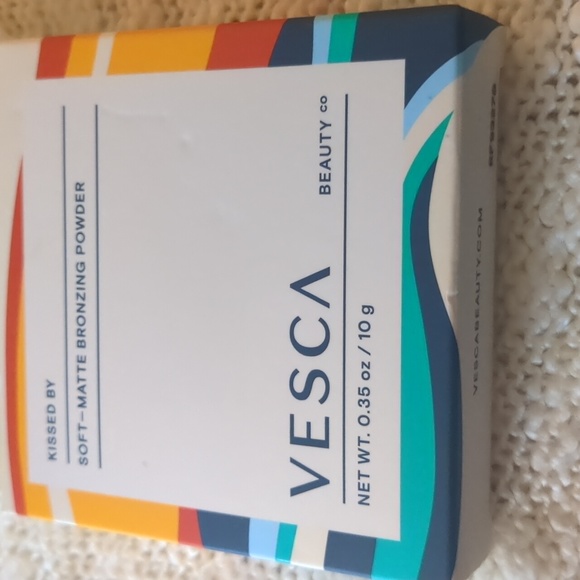 KISSED BY
SOFT-MATTE BRONZING POWDER
VESCA
BEAUTY CO
NET WT. 0.35 oz / 10 g
VESCABEAUTY.COM